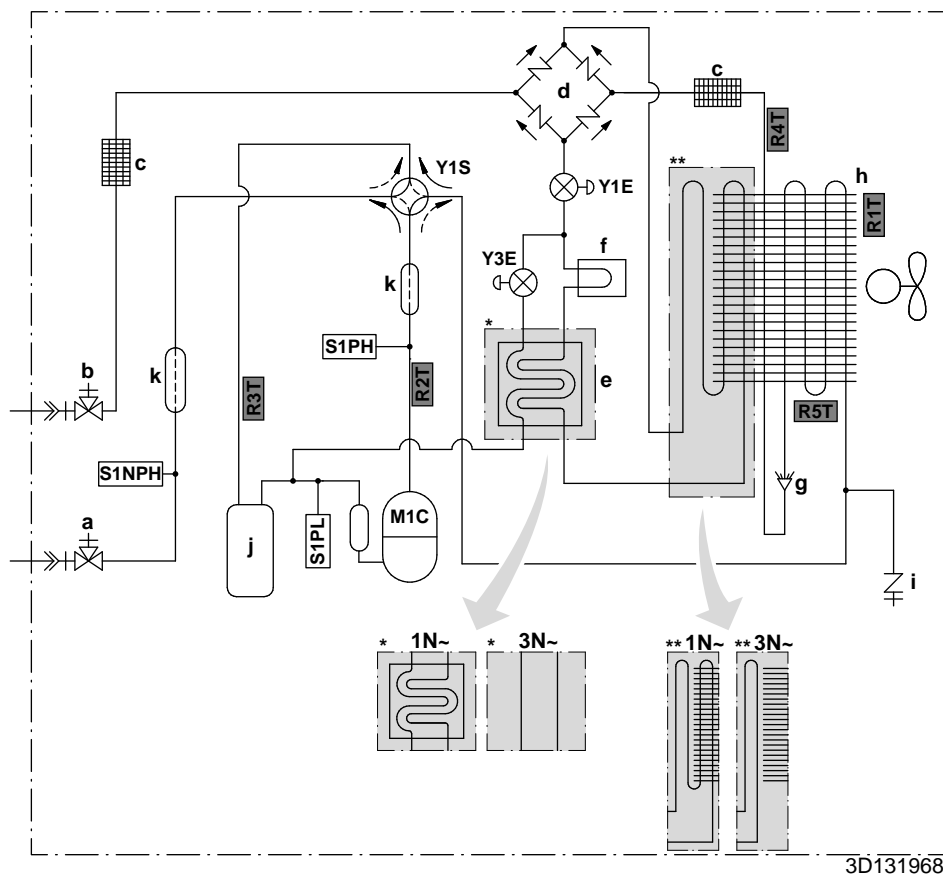 c
d
c
R4T
Y1S
**
h
Y1E
R1T
k
Y3E
f
S1PH
*
b
k
R3T
R2T
e
R5T
S1NPH
a
j
S1PL
M1C
g
i
* 1N~ * 3N~
** 1N~ ** 3N~
3D131968